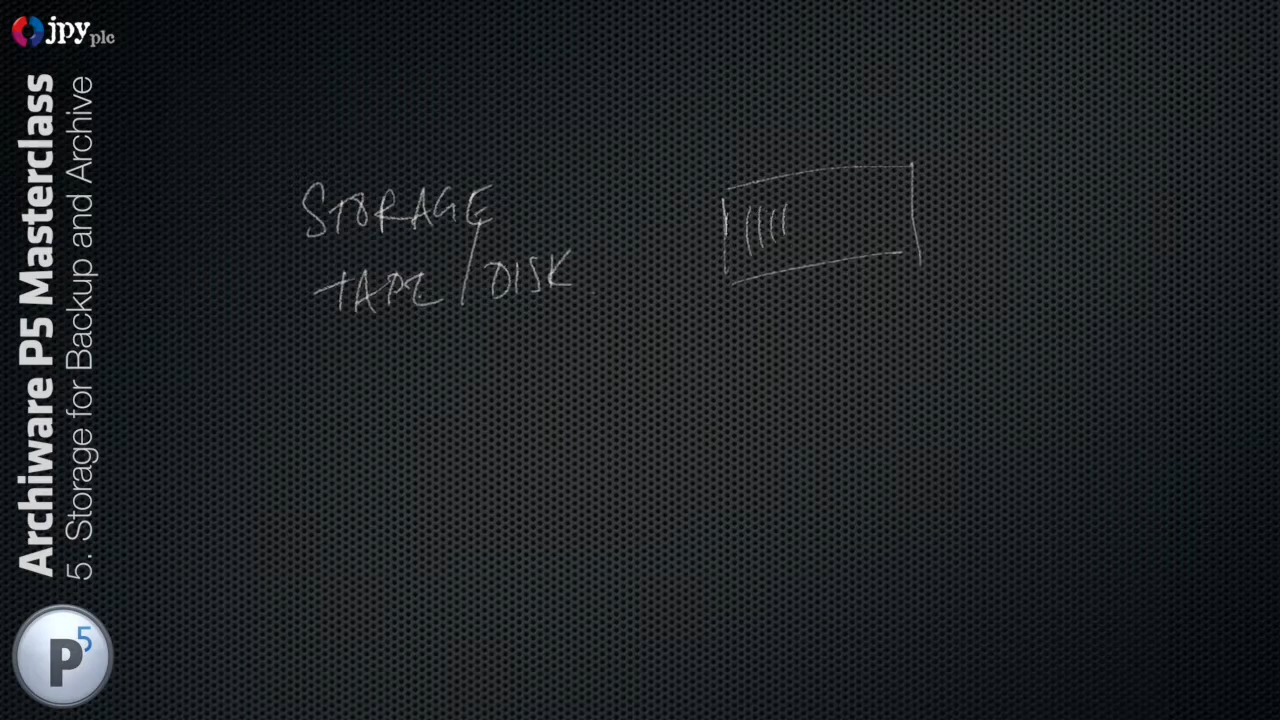 jpy plc
Archiware P5 Masterclass
5. Storage for Backup and Archive
STORAGE
TAPE/DISK
P5